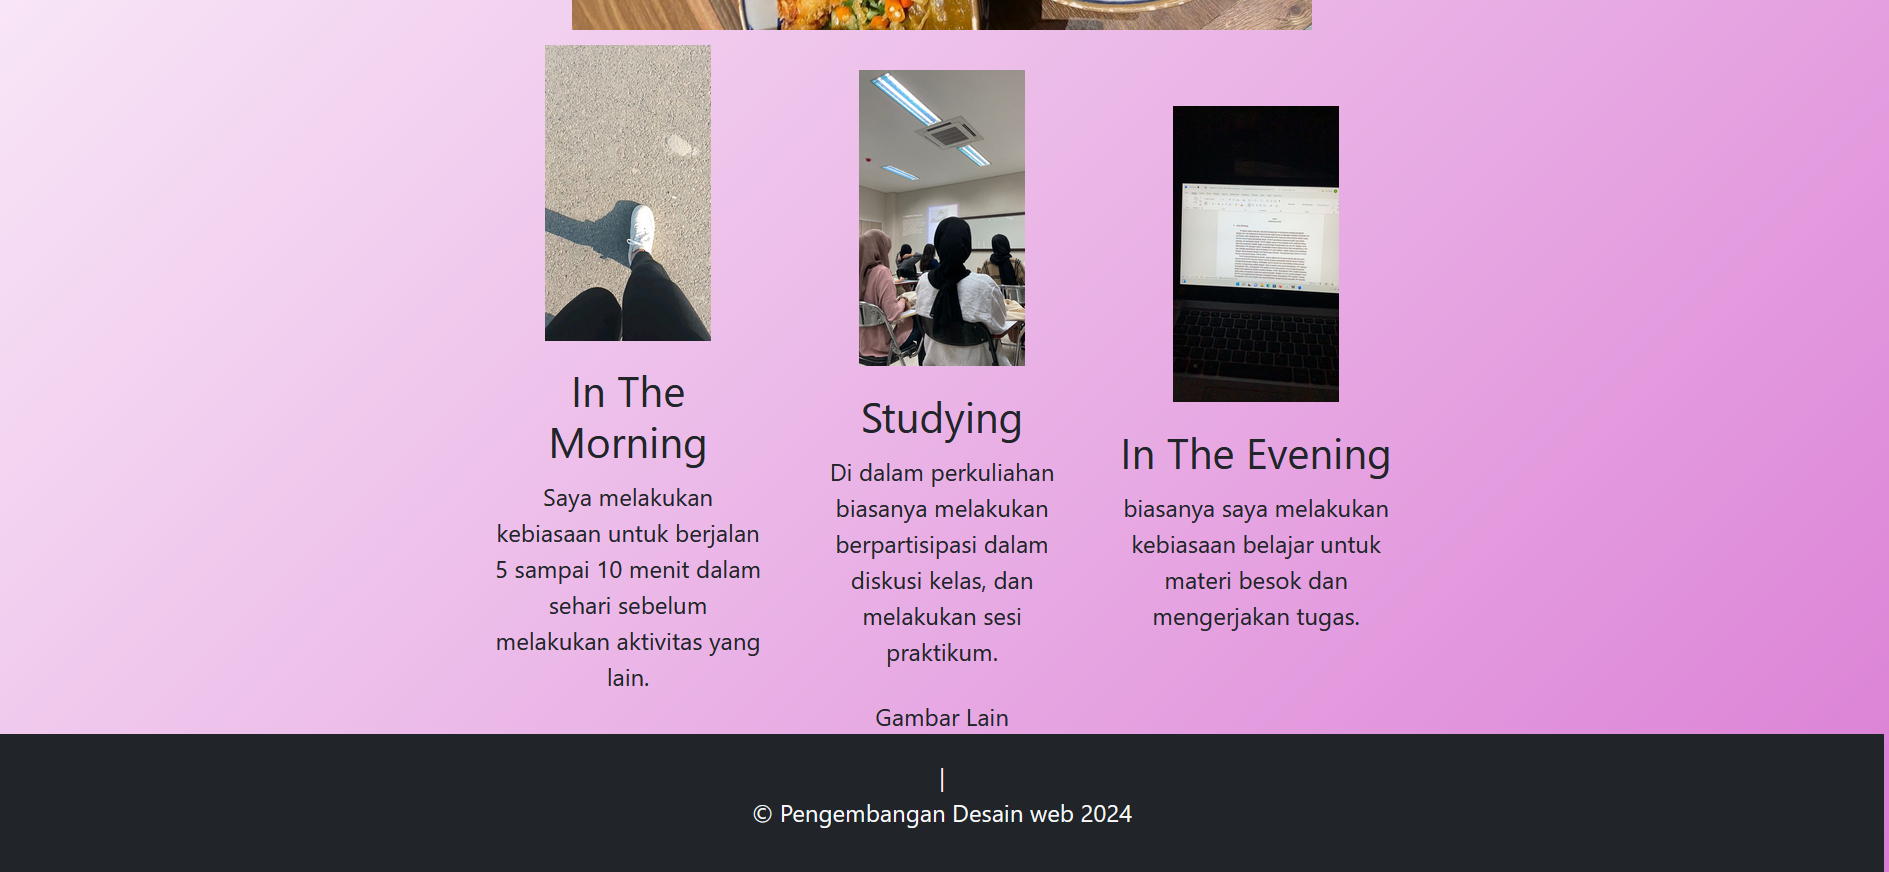 In The
Morning
Saya melakukan
kebiasaan untuk berjalan
5 sampai 10 menit dalam
sehari sebelum
melakukan aktivitas yang
lain.
Studying
Di dalam perkuliahan
biasanya melakukan
berpartisipasi dalam
diskusi kelas, dan
melakukan sesi
praktikum.
In The Evening
biasanya saya melakukan
kebiasaan belajar untuk
materi besok dan
mengerjakan tugas.
Gambar Lain
|
© Pengembangan Desain web 2024